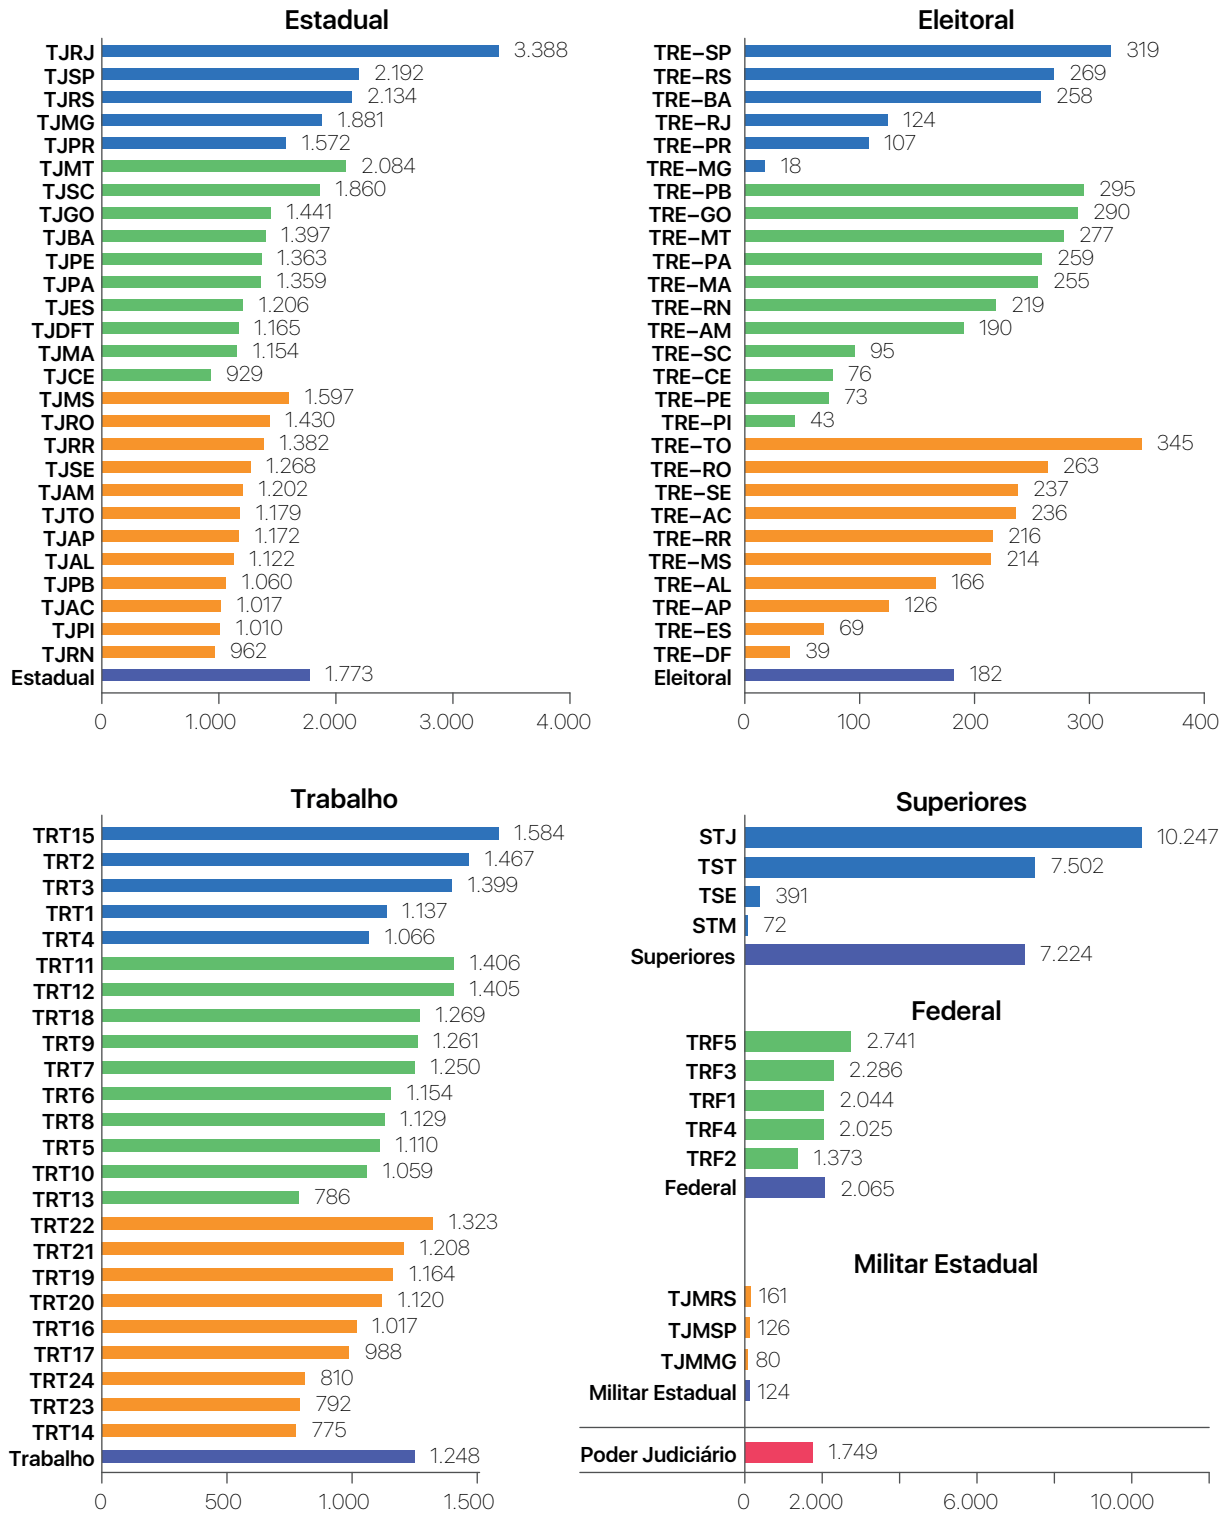 Estadual
TJRJ 3.388
TJSP 2.192
TJRS 2.134
TJMG 1.881
TJPR 1.572
TJMT 2.084
TJSC 1.860
TJGO 1.441
TJBA 1.397
TJPE 1.363
TJPA 1.359
TJES 1.206
TJDFT 1.165
TJMA 1.154
TJCE 929
TJMS 1.597
TJRO 1.430
TJRR 1.382
TJSE 1.268
TJAM 1.202
TJTO 1.179
TJAP 1.172
TJAL 1.122
TJPB 1.060
TJAC 1.017
TJPI 1.010
TJRN 962
Estadual 1.773
0 1.000 2.000 3.000 4.000
Eleitoral
TRE–SP 319
TRE–RS 269
TRE–BA 258
TRE–RJ 124
TRE–PR 107
TRE–MG 18
TRE–PB 295
TRE–GO 290
TRE–MT 277
TRE–PA 259
TRE–MA 255
TRE–RN 219
TRE–AM 190
TRE–SC 95
TRE–CE 76
TRE–PE 73
TRE–PI 43
TRE–TO 345
TRE–RO 263
TRE–SE 237
TRE–AC 236
TRE–RR 216
TRE–MS 214
TRE–AL 166
TRE–AP 126
TRE–ES 69
TRE–DF 39
Eleitoral 182
0 100 200 300 400
Trabalho
TRT15 1.584
TRT2 1.467
TRT3 1.399
TRT1 1.137
TRT4 1.066
TRT11 1.406
TRT12 1.405
TRT18 1.269
TRT9 1.261
TRT7 1.250
TRT6 1.154
TRT8 1.129
TRT5 1.110
TRT10 1.059
TRT13 786
TRT22 1.323
TRT21 1.208
TRT19 1.164
TRT20 1.120
TRT16 1.017
TRT17 988
TRT24 810
TRT23 792
TRT14 775
Trabalho 1.248
0 500 1.000 1.500
Superiores
STJ 10.247
TST 7.502
TSE 391
STM 72
Superiores 7.224
Federal
TRF5 2.741
TRF3 2.286
TRF1 2.044
TRF4 2.025
TRF2 1.373
Federal 2.065
Militar Estadual
TJMRS 161
TJMSP 126
TJMMG 80
Militar Estadual 124
Poder Judiciário 1.749
0 2.000 6.000 10.000